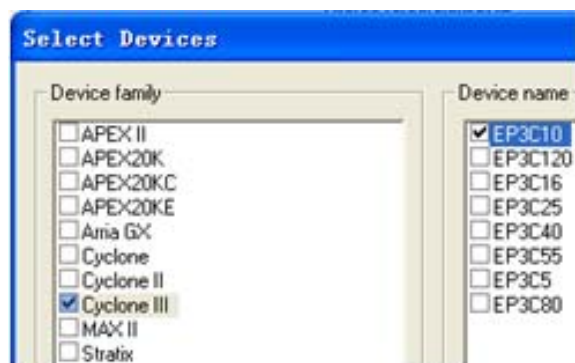 Select Devices
Device family
APEX II
APEX20K
APEX20KC
APEX20KE
Arria GX
Cyclone
Cyclone II
Cyclone III
MAX II
Stratix
Device name
EP3C10
EP3C120
EP3C16
EP3C25
EP3C40
EP3C55
EP3C5
EP3C80